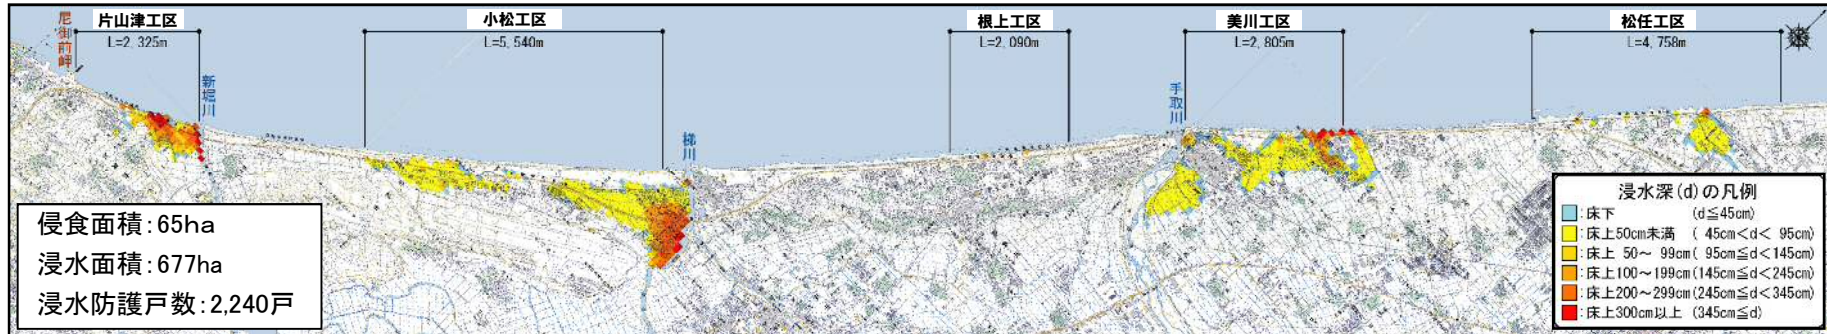 片山津工区
小松工区
根上工区
美川工区
松任工区
L=2,325m
L=5,540m
L=2,090m
L=2,805m
L=4,758m
尼御前岬
新堀川
梯川
手取川
侵食面積:65ha
浸水面積:677ha
浸水防護戸数:2,240戸
浸水深(d)の凡例
:床下 (d≦45cm)
:床上50cm未満 ( 45cm<d< 95cm)
:床上 50~ 99cm( 95cm≦d<145cm)
:床上100~199cm(145cm≦d<245cm)
:床上200~299cm(245cm≦d<345cm)
:床上300cm以上 (345cm≦d)